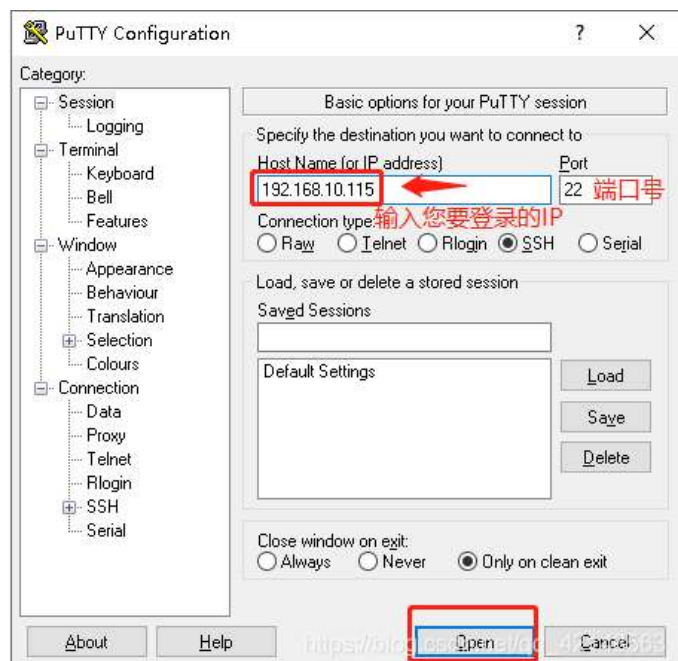 PuTTY Configuration
? ×
Category:
Session
Logging
Terminal
Keyboard
Bell
Features
Window
Appearance
Behaviour
Translation
Selection
Colours
Connection
Data
Proxy
Telnet
Rlogin
SSH
Serial
Basic options for your PuTTY session
Specify the destination you want to connect to
Host Name (or IP address) Port
192.168.10.115 22 端口号
Connection type: 输入您要登录的IP
Raw Telnet Rlogin SSH Serial
Load, save or delete a stored session
Saved Sessions
Default Settings
Load
Save
Delete
Close window on exit:
Always Never Only on clean exit
About Help Open Cancel